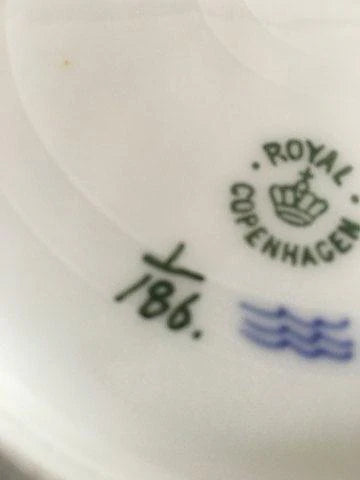 ROYAL
COPENHAGEN
1
/186.